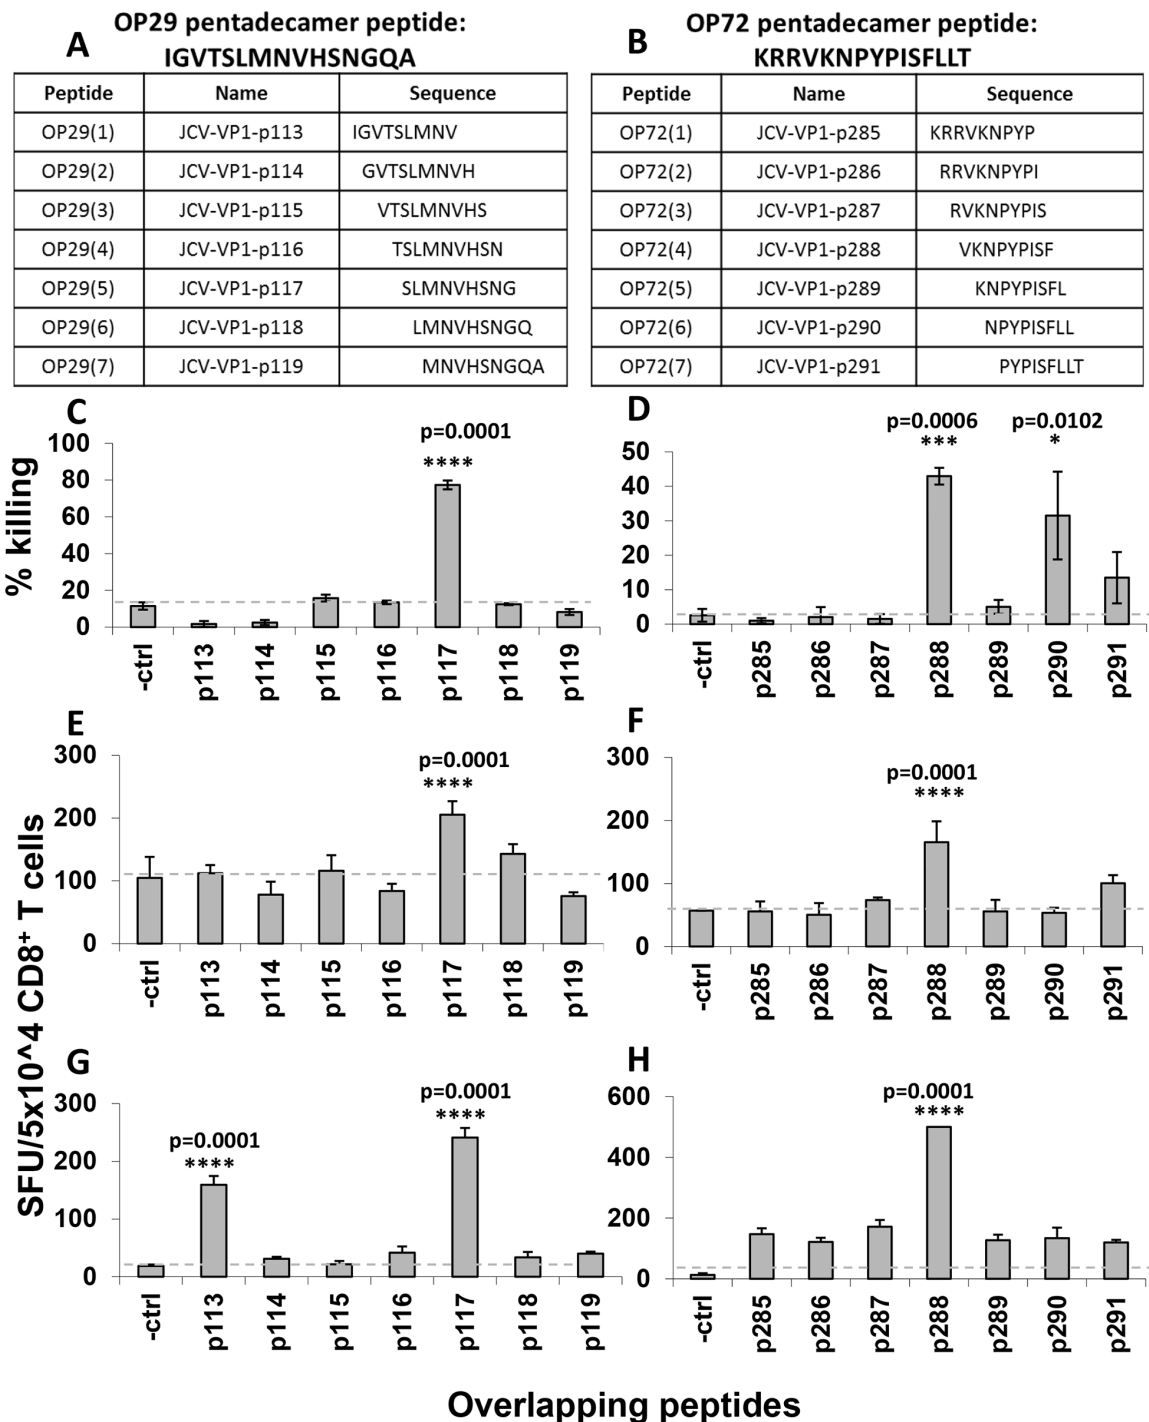 A
OP29 pentadecamer peptide:
IGVTSLMNVHSNGQA
Peptide Name Sequence
OP29(1) JCV-VP1-p113 IGVTSLMNV
OP29(2) JCV-VP1-p114 GVTSLMNVH
OP29(3) JCV-VP1-p115 VTSLMNVHS
OP29(4) JCV-VP1-p116 TSLMNVHSN
OP29(5) JCV-VP1-p117 SLMNVHSNG
OP29(6) JCV-VP1-p118 LMNVHSNGQ
OP29(7) JCV-VP1-p119 MNVHSNGQA
B
OP72 pentadecamer peptide:
KRRVKNPYPISFLLT
Peptide Name Sequence
OP72(1) JCV-VP1-p285 KRRVKNPYP
OP72(2) JCV-VP1-p286 RRVKNPYPI
OP72(3) JCV-VP1-p287 RVKNPYPIS
OP72(4) JCV-VP1-p288 VKNPYPISF
OP72(5) JCV-VP1-p289 KNPYPISFL
OP72(6) JCV-VP1-p290 NPYPISFLL
OP72(7) JCV-VP1-p291 PYPISFLLT
% killing
C
p=0.0001
****
100
80
60
40
20
0
-ctrl p113 p114 p115 p116 p117 p118 p119
D
p=0.0006 p=0.0102
*** *
50
40
30
20
10
0
-ctrl p285 p286 p287 p288 p289 p290 p291
SFU/5x10^4 CD8⁺ T cells
E
p=0.0001
****
300
200
100
0
-ctrl p113 p114 p115 p116 p117 p118 p119
F
p=0.0001
****
300
200
100
0
-ctrl p285 p286 p287 p288 p289 p290 p291
G
p=0.0001
****
p=0.0001
****
300
200
100
0
-ctrl p113 p114 p115 p116 p117 p118 p119
H
p=0.0001
****
600
400
200
0
-ctrl p285 p286 p287 p288 p289 p290 p291
Overlapping peptides